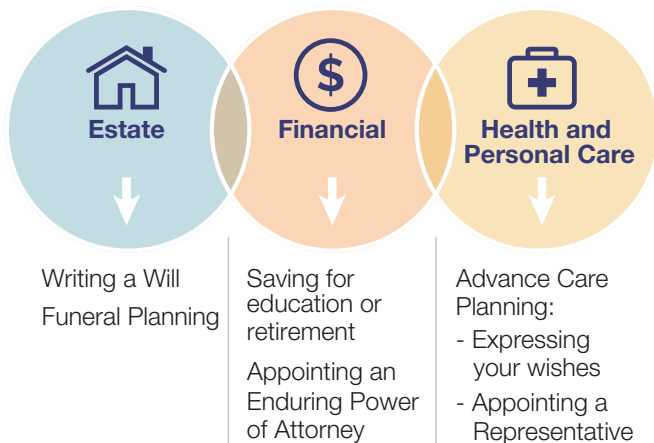 $
Estate
Financial
Health and
Personal Care
Writing a Will
Funeral Planning
Saving for
education or
retirement
Appointing an
Enduring Power
of Attorney
Advance Care
Planning:
- Expressing
your wishes
- Appointing a
Representative